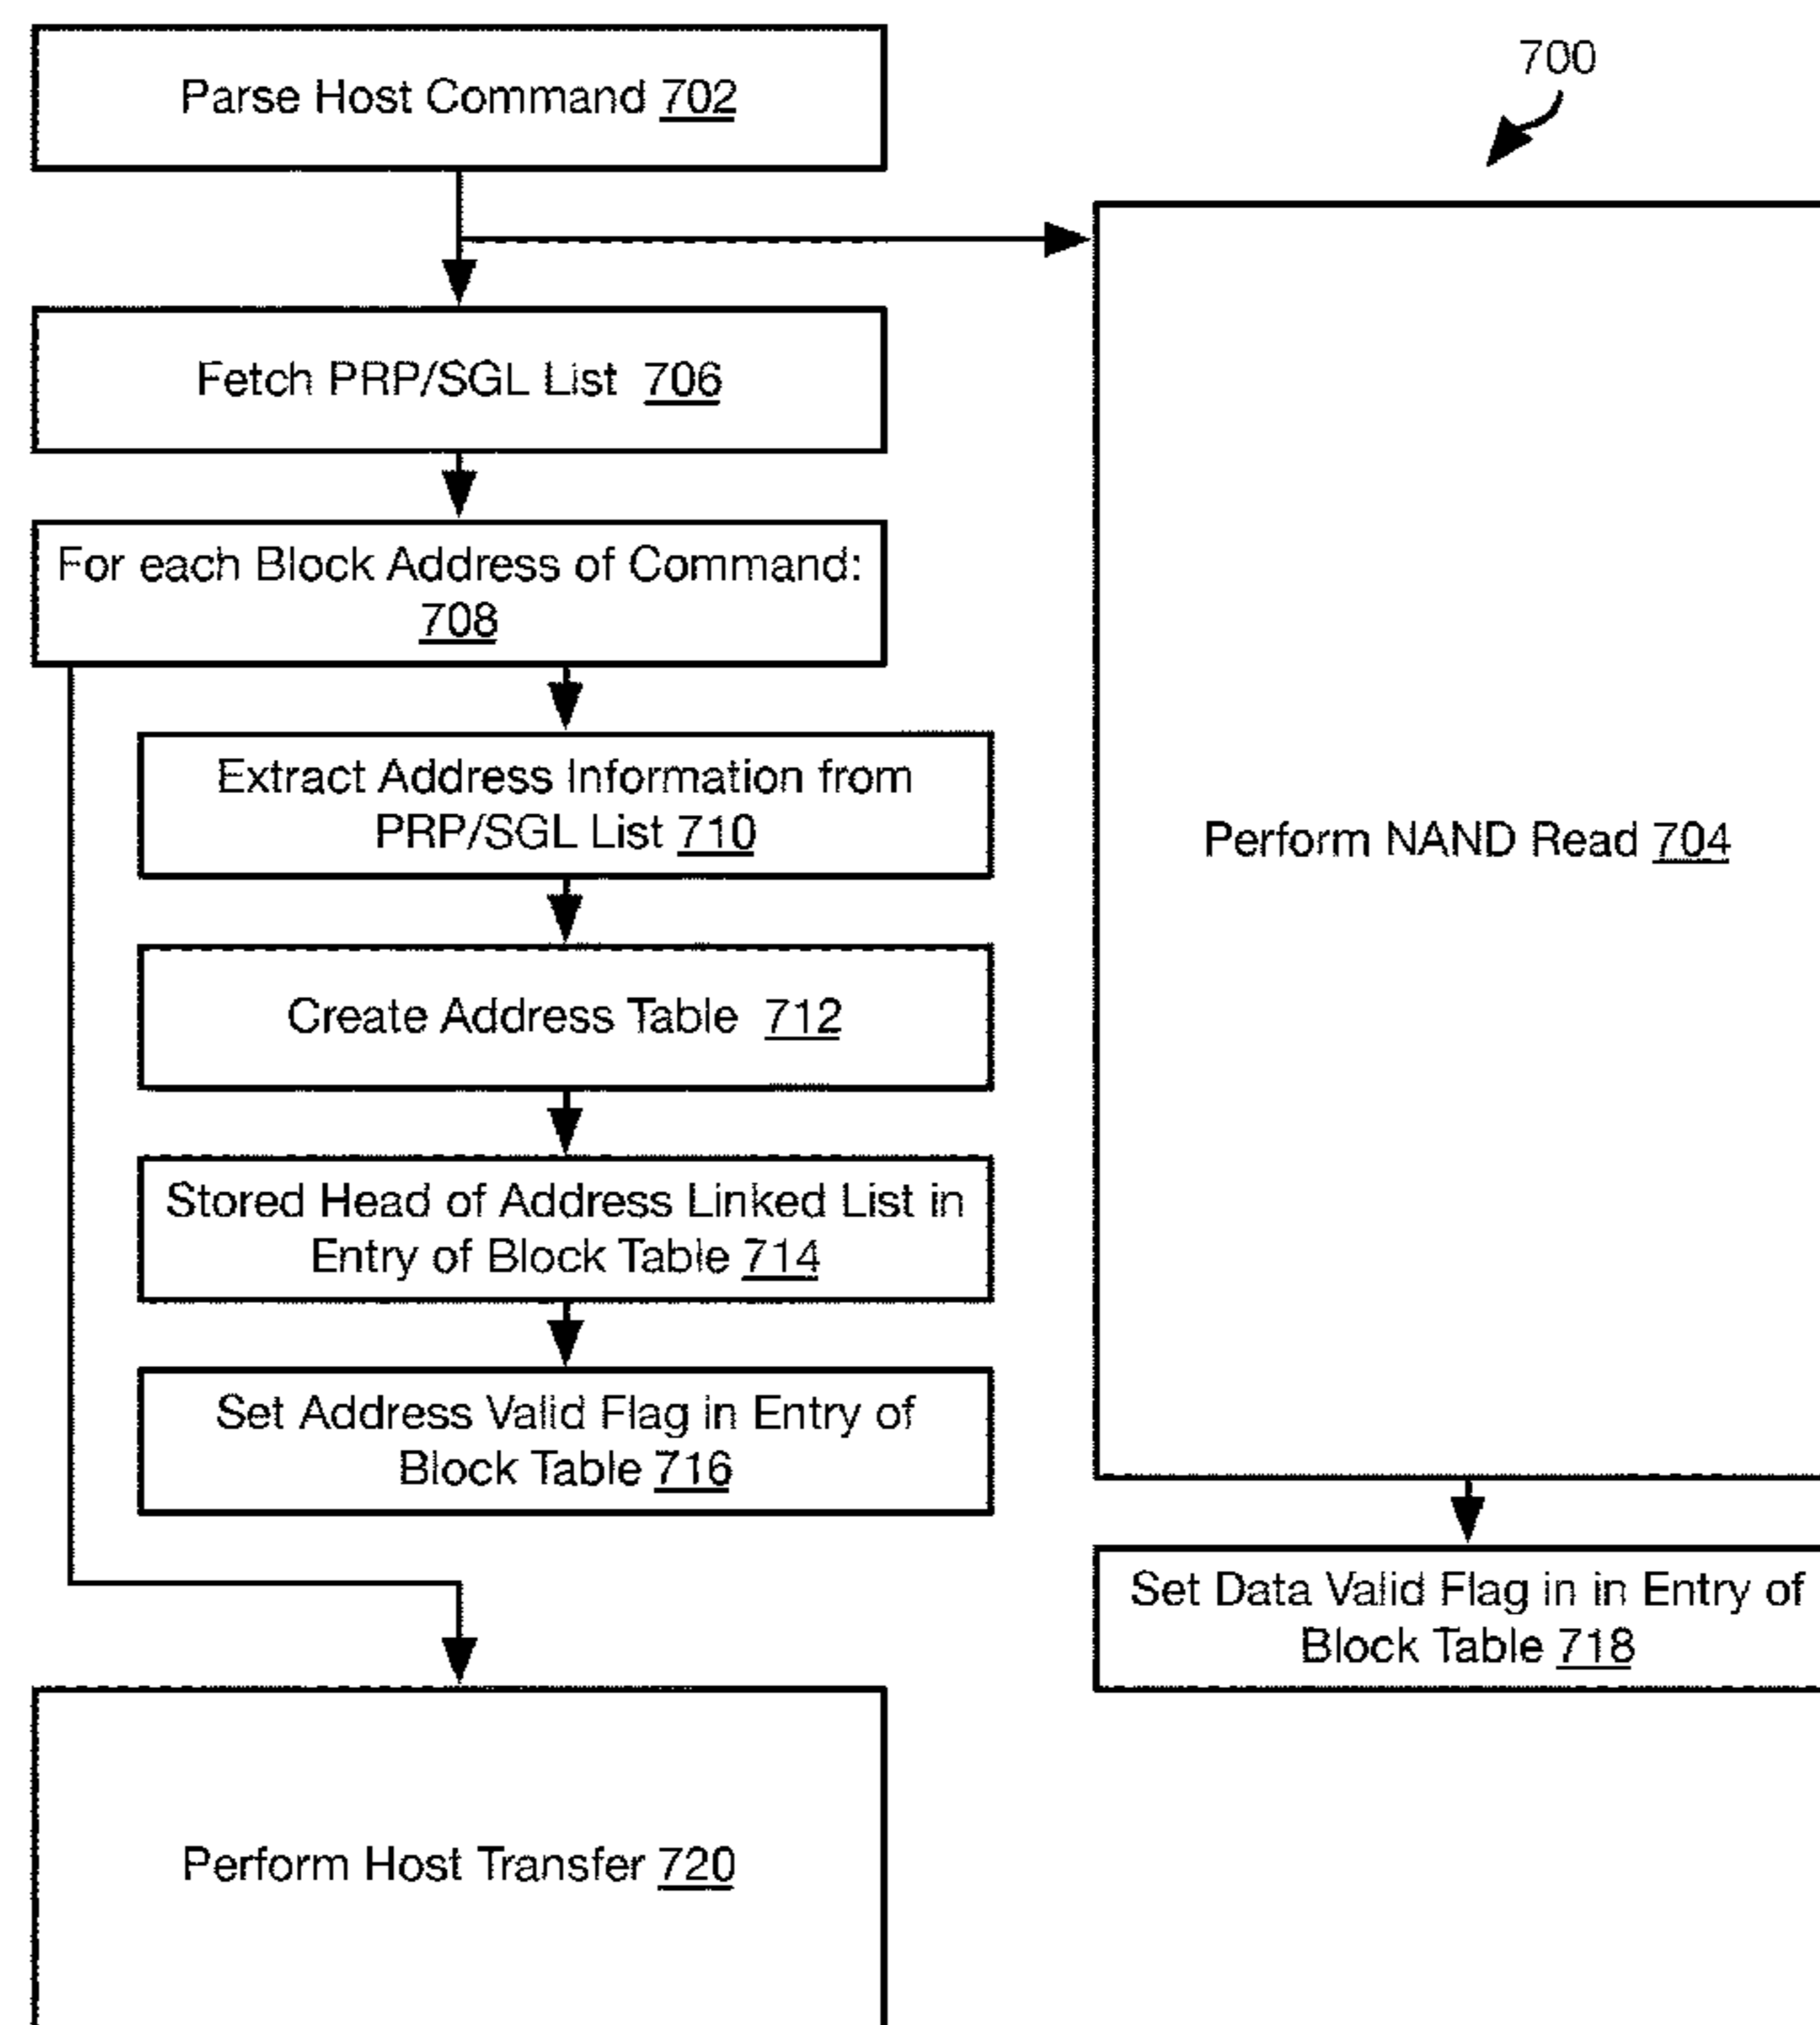 Parse Host Command 702
700
Fetch PRP/SGL List 706
For each Block Address of Command:
708
Extract Address Information from
PRP/SGL List 710
Create Address Table 712
Stored Head of Address Linked List in
Entry of Block Table 714
Set Address Valid Flag in Entry of
Block Table 716
Perform NAND Read 704
Set Data Valid Flag in in Entry of
Block Table 718
Perform Host Transfer 720